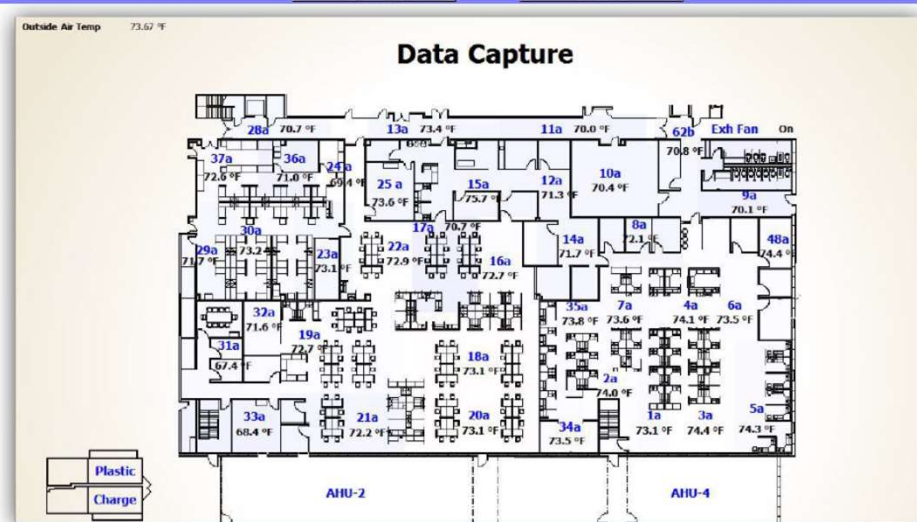 Outside Air Temp 73.67 °F
Data Capture
28a 70.7 °F 13a 73.4 °F 11a 70.0 °F 62b Exh Fan On
70.8 °F
37a 36a 24a
72.6 °F 71.0 °F 69.4 °F
25 a 15a 12a 10a
73.6 °F 75.7 °F 71.3 °F 70.4 °F
9a
70.1 °F
17a 70.7 °F
30a 22a 16a 14a 8a 48a
73.2 72.9 °F 72.7 °F 71.7 °F 72.1 °F 74.4 °F
29a 23a
71.7 °F 73.1 °F
32a 19a 35a 7a 4a 6a
71.6 °F 72.7 °F 73.8 °F 73.6 °F 74.1 °F 73.5 °F
31a 18a
67.4 °F 73.1 °F
2a
74.0 °F
33a 21a 20a 34a 1a 3a 5a
68.4 °F 72.2 °F 73.1 °F 73.5 °F 73.1 °F 74.4 °F 74.3 °F
Plastic
Charge
AHU-2 AHU-4